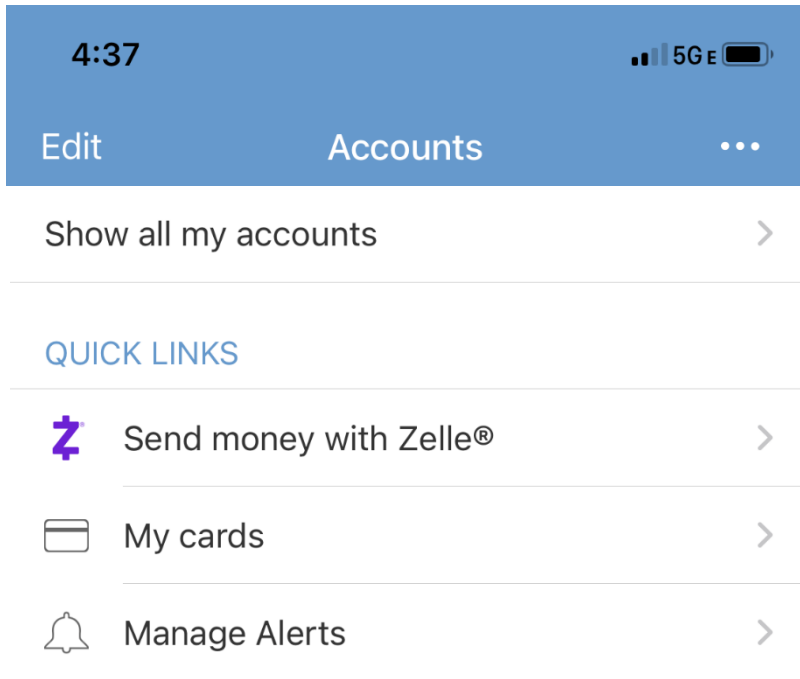 4:37
5G E
Edit
Accounts
Show all my accounts
QUICK LINKS
Send money with Zelle®
My cards
Manage Alerts